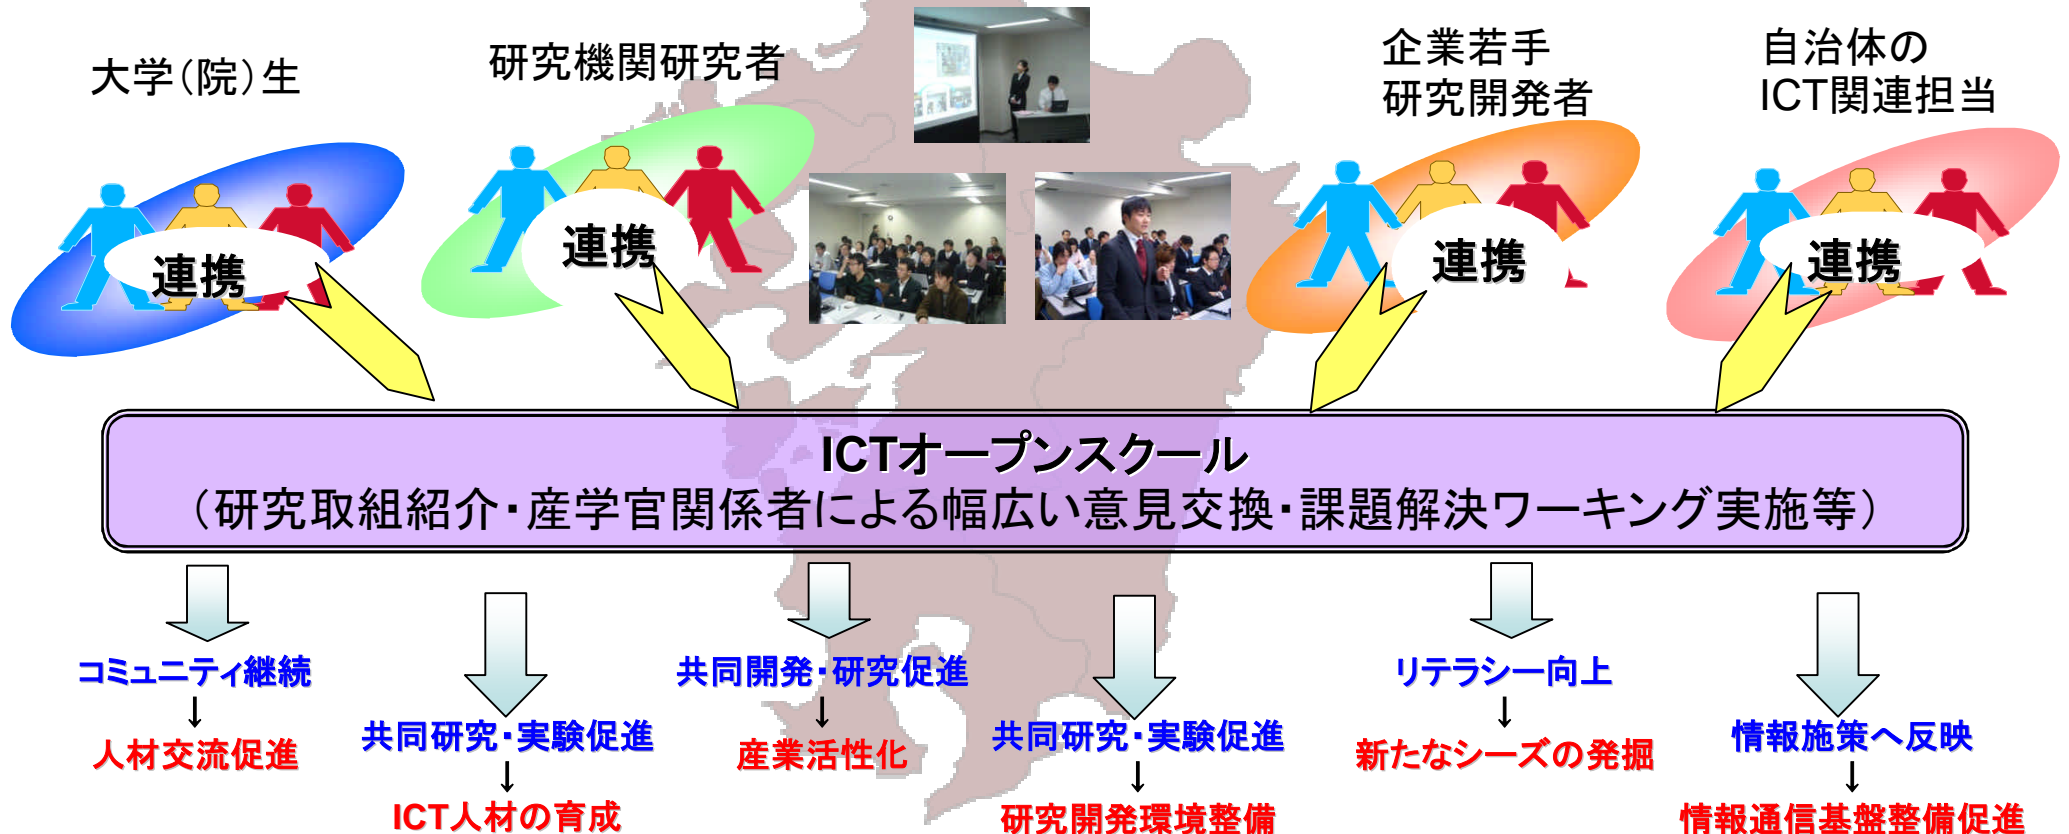 大学（院）生
研究機関研究者
企業若手
研究開発者
自治体の
ICT関連担当
連携
連携
連携
連携
ICTオープンスクール
（研究取組紹介・産学官関係者による幅広い意見交換・課題解決ワーキング実施等）
コミュニティ継続
↓
人材交流促進
共同研究・実験促進
↓
ICT人材の育成
共同開発・研究促進
↓
産業活性化
共同研究・実験促進
↓
研究開発環境整備
リテラシー向上
↓
新たなシーズの発掘
情報施策へ反映
↓
情報通信基盤整備促進